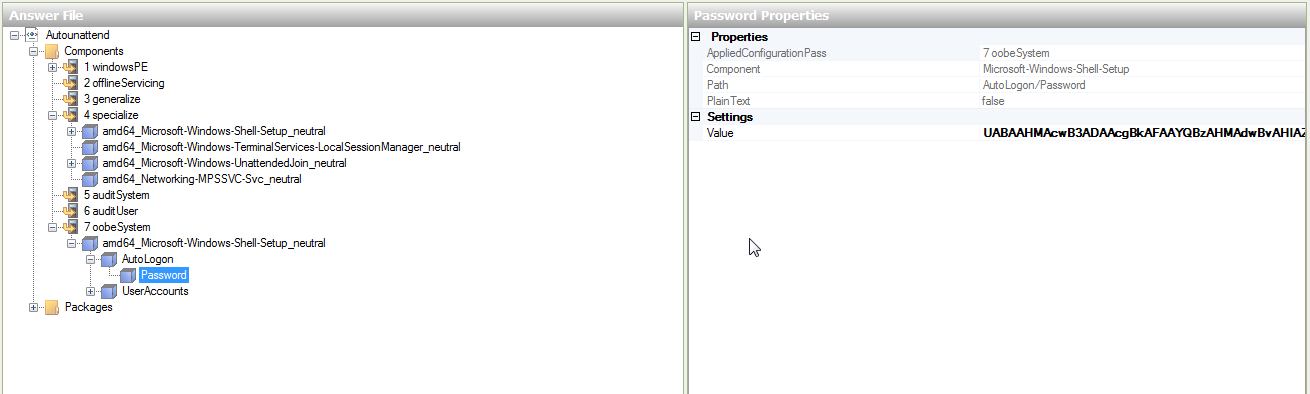 Answer File
Autounattend
Components
1 windowsPE
2 offlineServicing
3 generalize
4 specialize
amd64_Microsoft-Windows-Shell-Setup_neutral
amd64_Microsoft-Windows-TerminalServices-LocalSessionManager_neutral
amd64_Microsoft-Windows-UnattendedJoin_neutral
amd64_Networking-MPSSVC-Svc_neutral
5 auditSystem
6 auditUser
7 oobeSystem
amd64_Microsoft-Windows-Shell-Setup_neutral
AutoLogon
Password
UserAccounts
Packages
Password Properties
Properties
AppliedConfigurationPass 7 oobeSystem
Component Microsoft-Windows-Shell-Setup
Path AutoLogon/Password
PlainText false
Settings
Value UABAAHMAcwB3ADAAcgBkAFAAYQBzAHMAdwBvAHIAZ